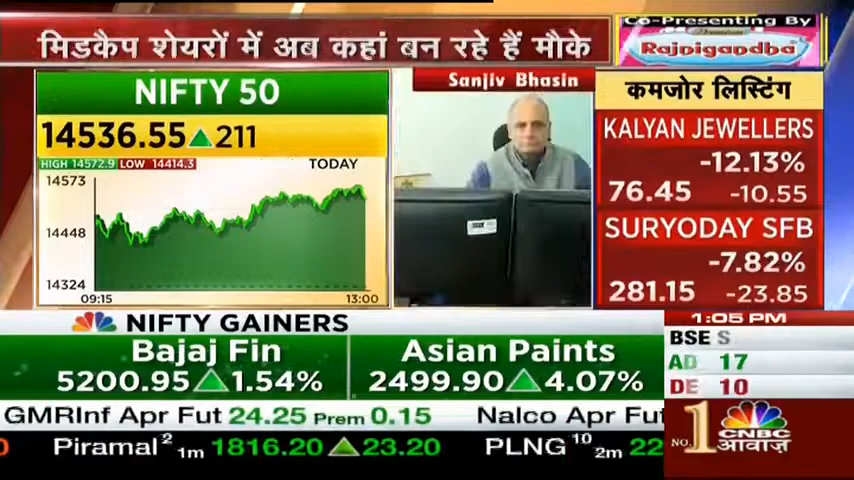 मिडकैप शेयरों में अब कहां बन रहे हैं मौके
Co-Presenting By
Rajnigandha
NIFTY 50
14536.55 ▲ 211
HIGH 14572.9 LOW 14414.3 TODAY
14573
14448
14324
09:15 13:00
Sanjiv Bhasin
कमजोर लिस्टिंग
KALYAN JEWELLERS
-12.13%
76.45 -10.55
SURYODAY SFB
-7.82%
281.15 -23.85
NIFTY GAINERS
Bajaj Fin
5200.95 ▲ 1.54%
Asian Paints
2499.90 ▲ 4.07%
1:05 PM
BSE S
AD 17
DE 10
GMRInf Apr Fut 24.25 Prem 0.15 Nalco Apr Fut
Piramal 2 1m 1816.20 ▲ 23.20 PLNG 10 2m 22
NO. 1
CNBC
आवाज़